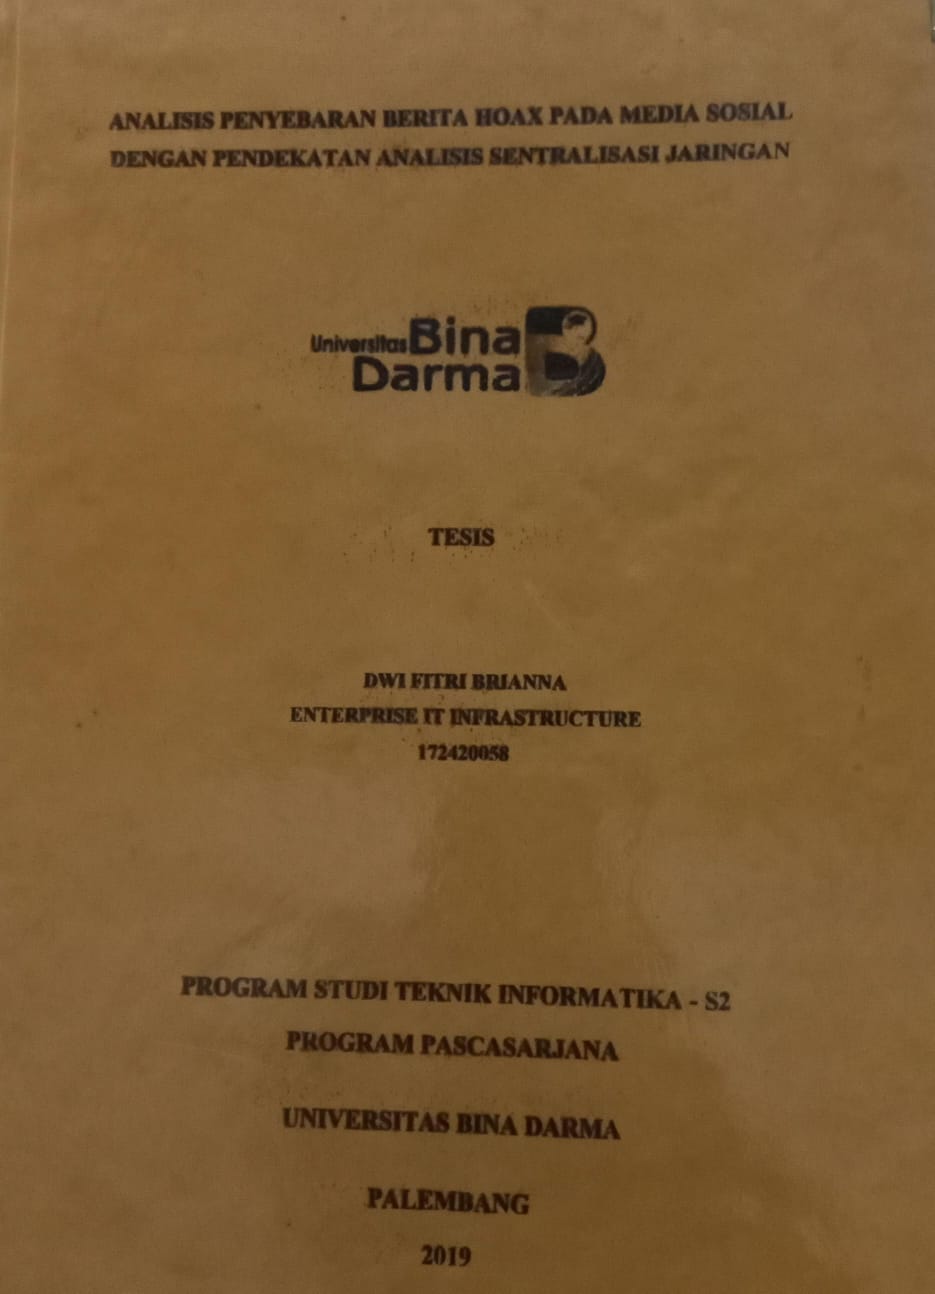 ANALISIS PENYEBARAN BERITA HOAX PADA MEDIA SOSIAL
DENGAN PENDEKATAN ANALISIS SENTRALISASI JARINGAN
Universitas Bina
Darma
TESIS
DWI FITRI BRIANNA
ENTERPRISE IT INFRASTRUCTURE
172420058
PROGRAM STUDI TEKNIK INFORMATIKA - S2
PROGRAM PASCASARJANA
UNIVERSITAS BINA DARMA
PALEMBANG
2019